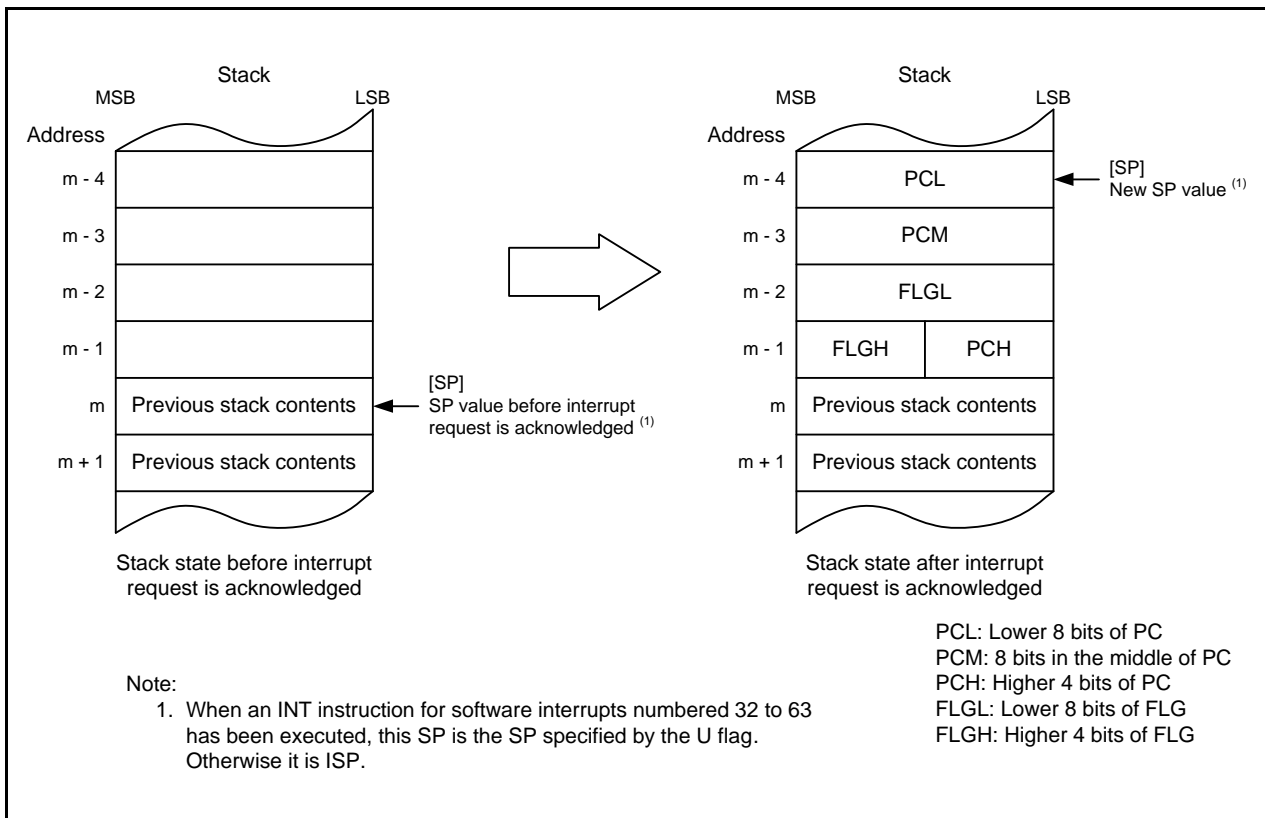 Stack
MSB LSB
Address
m - 4
m - 3
m - 2
m - 1
m Previous stack contents
m + 1 Previous stack contents
[SP]
SP value before interrupt
request is acknowledged (1)
Stack state before interrupt
request is acknowledged
Stack
MSB LSB
Address
m - 4 PCL
m - 3 PCM
m - 2 FLGL
m - 1 FLGH PCH
m Previous stack contents
m + 1 Previous stack contents
[SP]
New SP value (1)
Stack state after interrupt
request is acknowledged
PCL: Lower 8 bits of PC
PCM: 8 bits in the middle of PC
PCH: Higher 4 bits of PC
FLGL: Lower 8 bits of FLG
FLGH: Higher 4 bits of FLG
Note:
1. When an INT instruction for software interrupts numbered 32 to 63
has been executed, this SP is the SP specified by the U flag.
Otherwise it is ISP.